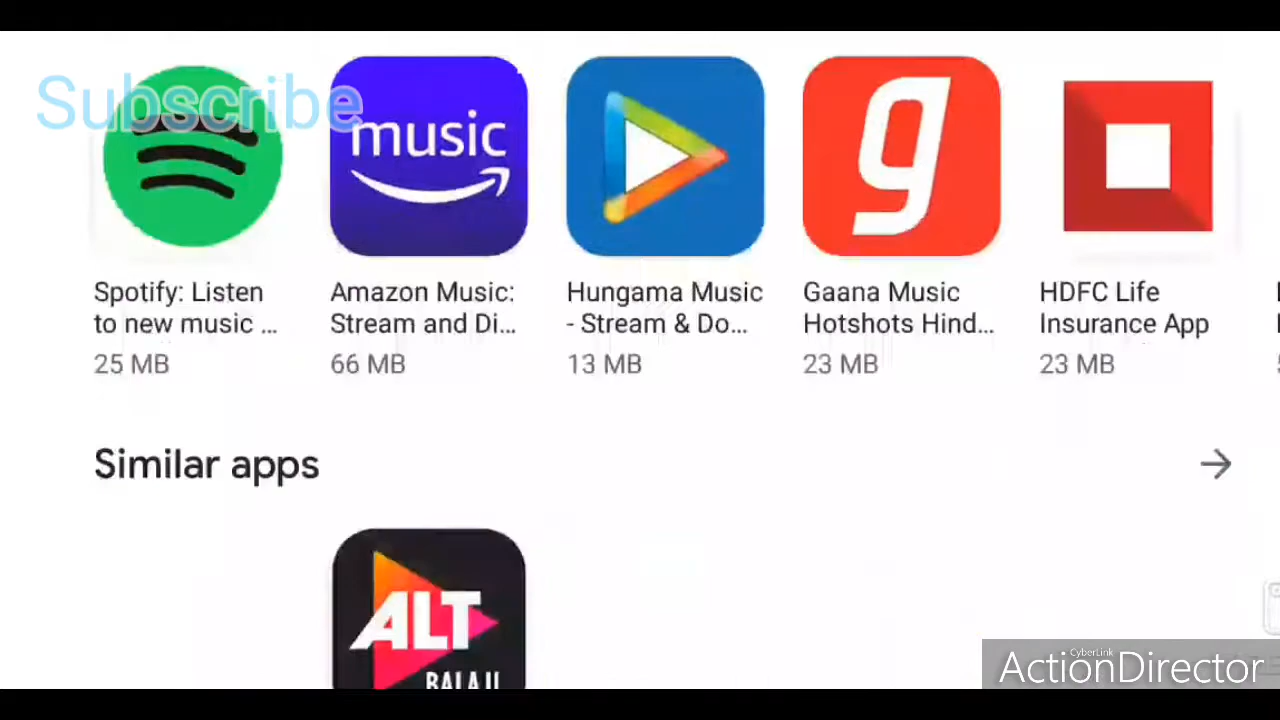 Subscribe
music
g
Spotify: Listen
to new music ...
25 MB
Amazon Music:
Stream and Di...
66 MB
Hungama Music
- Stream & Do...
13 MB
Gaana Music
Hotshots Hind...
23 MB
HDFC Life
Insurance App
23 MB
Similar apps
ALT
BALAJI
CyberLink
ActionDirector